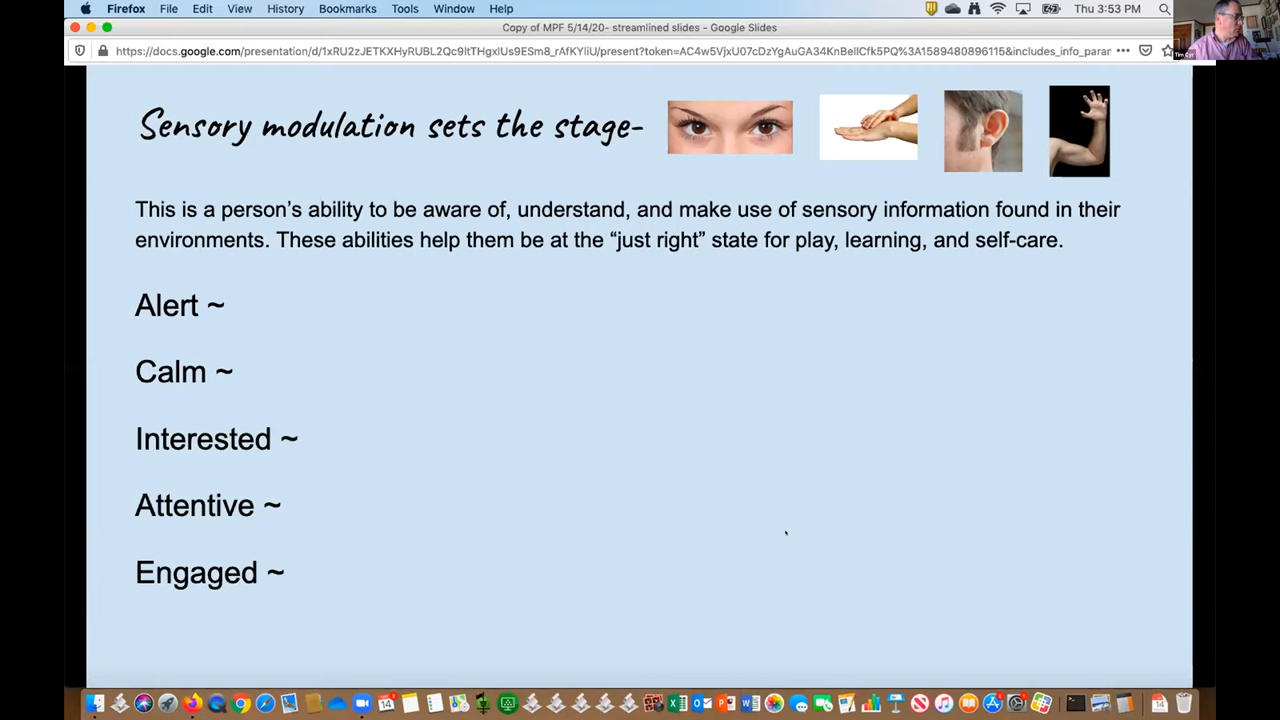 Firefox File Edit View History Bookmarks Tools Window Help Thu 3:53 PM
Copy of MPF 5/14/20- streamlined slides - Google Slides
Tim Cyr
Sensory modulation sets the stage-
This is a person's ability to be aware of, understand, and make use of sensory information found in their
environments. These abilities help them be at the “just right” state for play, learning, and self-care.
Alert ~
Calm ~
Interested ~
Attentive ~
Engaged ~